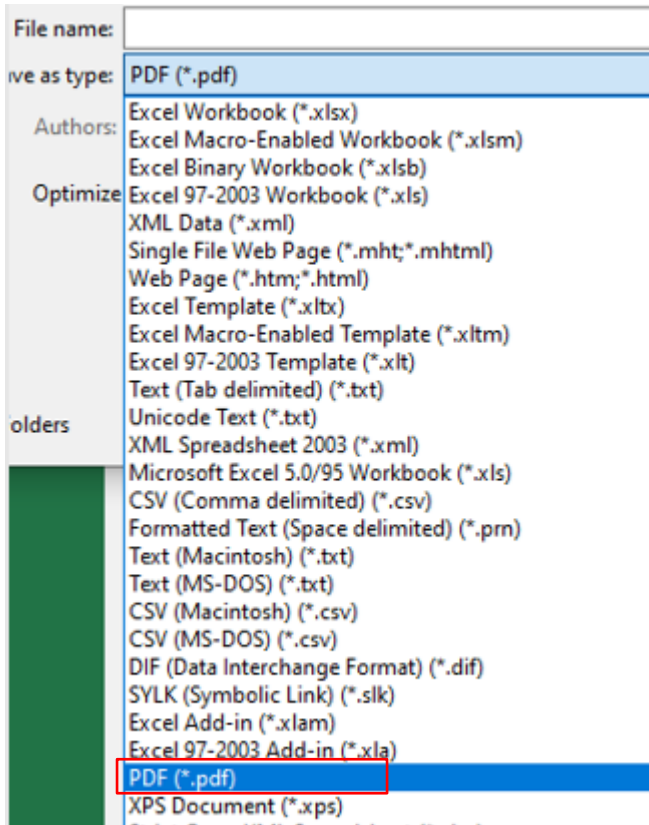 File name:
ve as type: PDF (*.pdf)
Authors:
Optimize
Excel Workbook (*.xlsx)
Excel Macro-Enabled Workbook (*.xlsm)
Excel Binary Workbook (*.xlsb)
Excel 97-2003 Workbook (*.xls)
XML Data (*.xml)
Single File Web Page (*.mht;*.mhtml)
Web Page (*.htm;*.html)
Excel Template (*.xltx)
Excel Macro-Enabled Template (*.xltm)
Excel 97-2003 Template (*.xlt)
Text (Tab delimited) (*.txt)
Unicode Text (*.txt)
olders
XML Spreadsheet 2003 (*.xml)
Microsoft Excel 5.0/95 Workbook (*.xls)
CSV (Comma delimited) (*.csv)
Formatted Text (Space delimited) (*.prn)
Text (Macintosh) (*.txt)
Text (MS-DOS) (*.txt)
CSV (Macintosh) (*.csv)
CSV (MS-DOS) (*.csv)
DIF (Data Interchange Format) (*.dif)
SYLK (Symbolic Link) (*.slk)
Excel Add-in (*.xlam)
Excel 97-2003 Add-in (*.xla)
PDF (*.pdf)
XPS Document (*.xps)